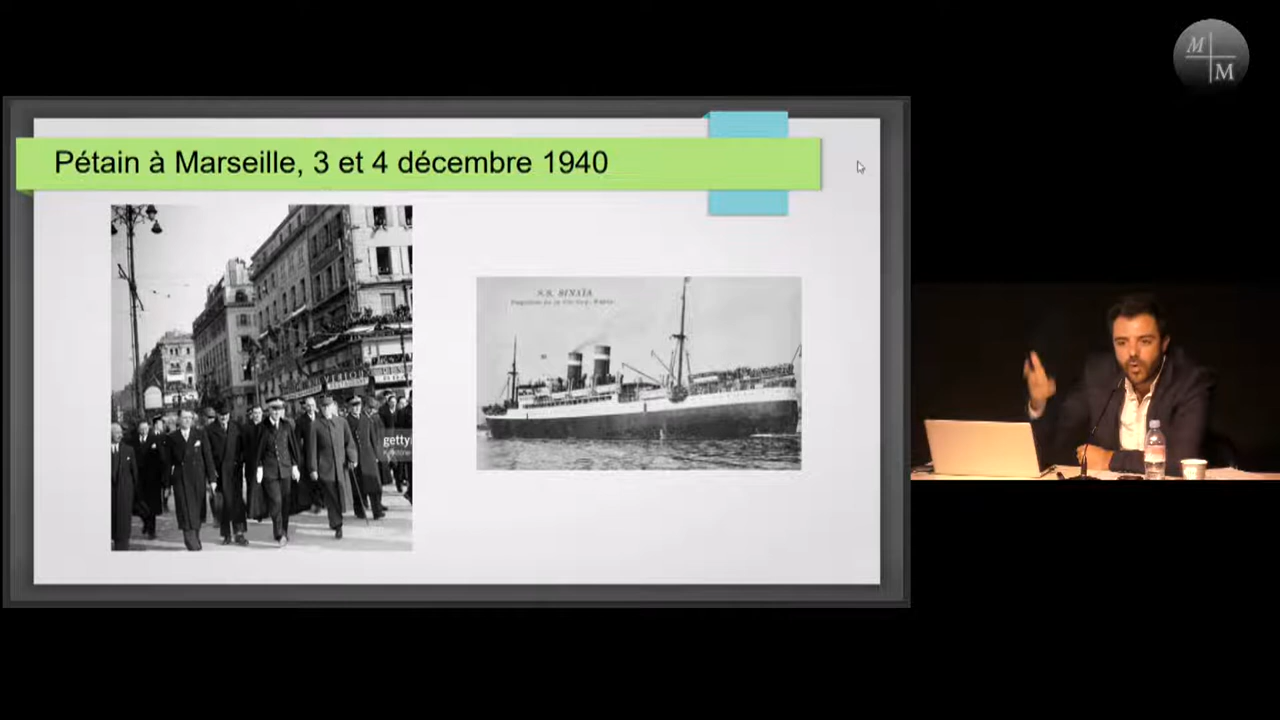 M
M
Pétain à Marseille, 3 et 4 décembre 1940
S.S. SINAÏA
getty